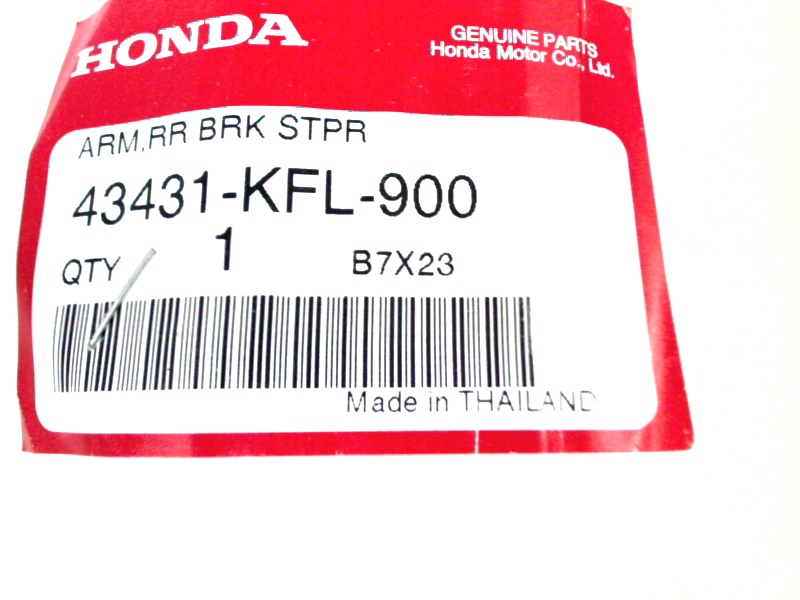 HONDA
GENUINE PARTS
Honda Motor Co., Ltd.
ARM,RR BRK STPR
43431-KFL-900
QTY 1 B7X23
Made in THAILAND